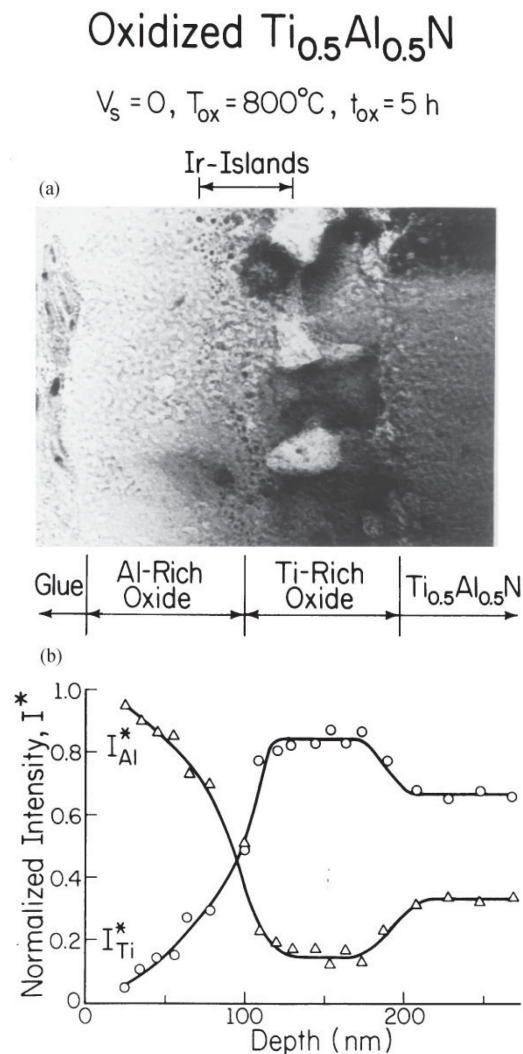 Oxidized Ti₀.₅Al₀.₅N
Vₛ = 0, Tₒₓ = 800°C, tₒₓ = 5 h
Ir-Islands
(a)
Glue
Al-Rich Oxide
Ti-Rich Oxide
Ti₀.₅Al₀.₅N
(b)
Normalized Intensity, I*
1.0
0.8
0.6
0.4
0.2
0
I*Al
I*Ti
0 100 200
Depth (nm)